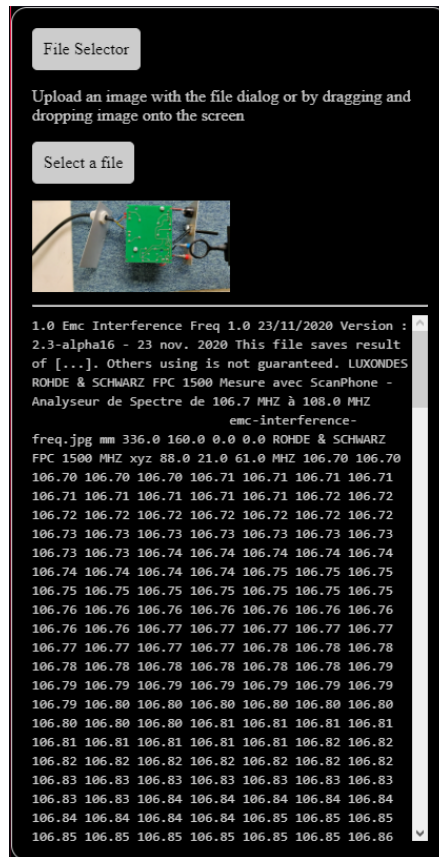 File Selector
Upload an image with the file dialog or by dragging and
dropping image onto the screen
Select a file
1.0 Emc Interference Freq 1.0 23/11/2020 Version :
2.3-alpha16 - 23 nov. 2020 This file saves result
of [...]. Others using is not guaranteed. LUXONDES
ROHDE & SCHWARZ FPC 1500 Mesure avec ScanPhone -
Analyseur de Spectre de 106.7 MHZ à 108.0 MHZ
emc-interference-
freq.jpg mm 336.0 160.0 0.0 0.0 ROHDE & SCHWARZ
FPC 1500 MHZ xyz 88.0 21.0 61.0 MHZ 106.70 106.70
106.70 106.70 106.70 106.71 106.71 106.71 106.71
106.71 106.71 106.71 106.71 106.71 106.72 106.72
106.72 106.72 106.72 106.72 106.72 106.72 106.72
106.73 106.73 106.73 106.73 106.73 106.73 106.73
106.73 106.73 106.74 106.74 106.74 106.74 106.74
106.74 106.74 106.74 106.74 106.75 106.75 106.75
106.75 106.75 106.75 106.75 106.75 106.75 106.76
106.76 106.76 106.76 106.76 106.76 106.76 106.76
106.76 106.76 106.77 106.77 106.77 106.77 106.77
106.77 106.77 106.77 106.77 106.78 106.78 106.78
106.78 106.78 106.78 106.78 106.78 106.78 106.79
106.79 106.79 106.79 106.79 106.79 106.79 106.79
106.79 106.80 106.80 106.80 106.80 106.80 106.80
106.80 106.80 106.80 106.81 106.81 106.81 106.81
106.81 106.81 106.81 106.81 106.81 106.82 106.82
106.82 106.82 106.82 106.82 106.82 106.82 106.82
106.83 106.83 106.83 106.83 106.83 106.83 106.83
106.83 106.83 106.84 106.84 106.84 106.84 106.84
106.84 106.84 106.84 106.84 106.85 106.85 106.85
106.85 106.85 106.85 106.85 106.85 106.85 106.86